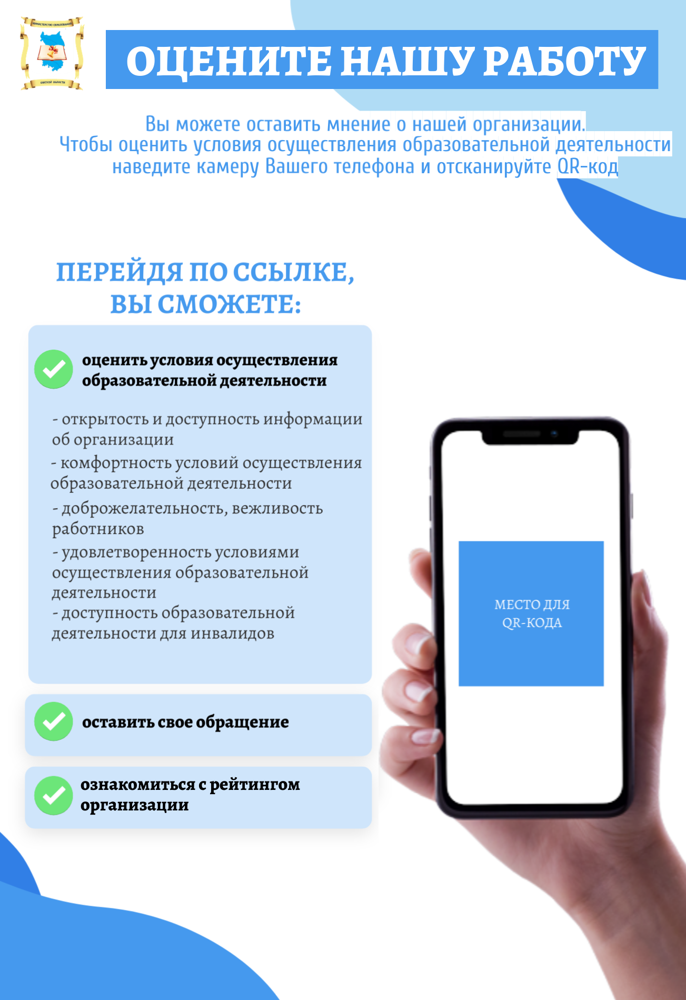 МИНИСТЕРСТВО ОБРАЗОВАНИЯ
ОМСКОЙ ОБЛАСТИ
ОЦЕНИТЕ НАШУ РАБОТУ
Вы можете оставить мнение о нашей организации.
Чтобы оценить условия осуществления образовательной деятельности
наведите камеру Вашего телефона и отсканируйте QR-код
ПЕРЕЙДЯ ПО ССЫЛКЕ,
ВЫ СМОЖЕТЕ:
оценить условия осуществления
образовательной деятельности
- открытость и доступность информации
об организации
- комфортность условий осуществления
образовательной деятельности
- доброжелательность, вежливость
работников
- удовлетворенность условиями
осуществления образовательной
деятельности
- доступность образовательной
деятельности для инвалидов
оставить свое обращение
ознакомиться с рейтингом
организации
МЕСТО ДЛЯ
QR-КОДА